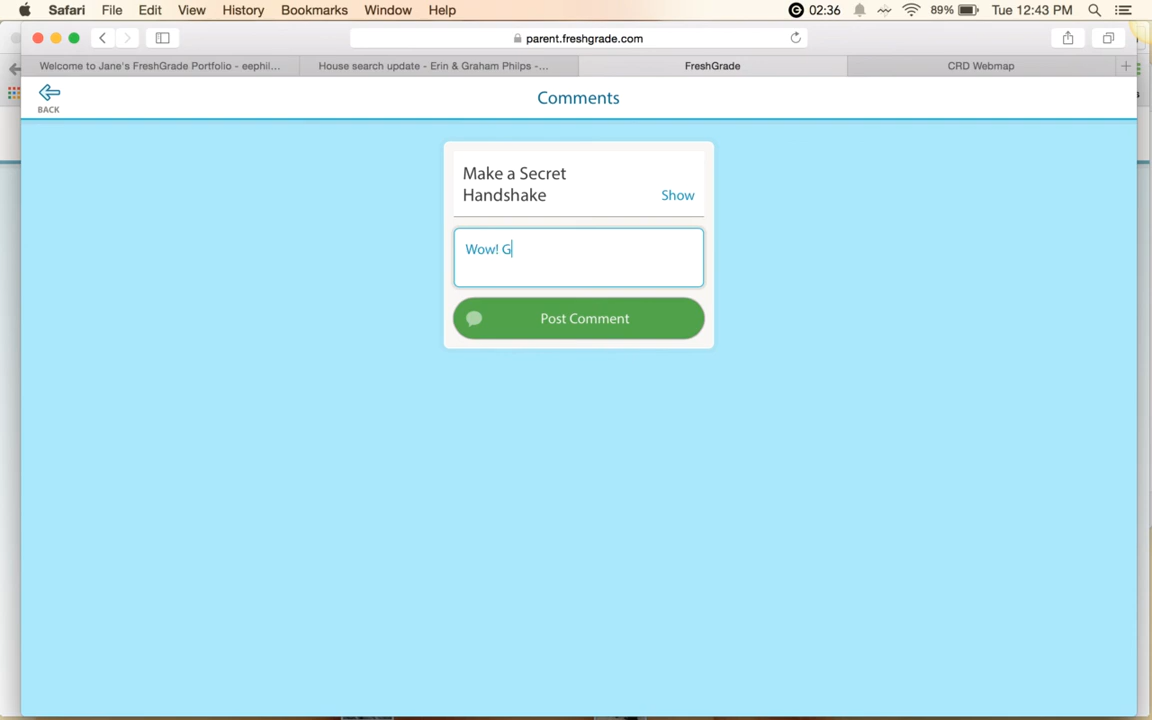 Safari File Edit View History Bookmarks Window Help 02:36 89% Tue 12:43 PM
parent.freshgrade.com
Welcome to Jane's FreshGrade Portfolio - eephil... House search update - Erin & Graham Philps -... FreshGrade CRD Webmap
BACK
Comments
Make a Secret
Handshake
Show
Wow! G
Post Comment